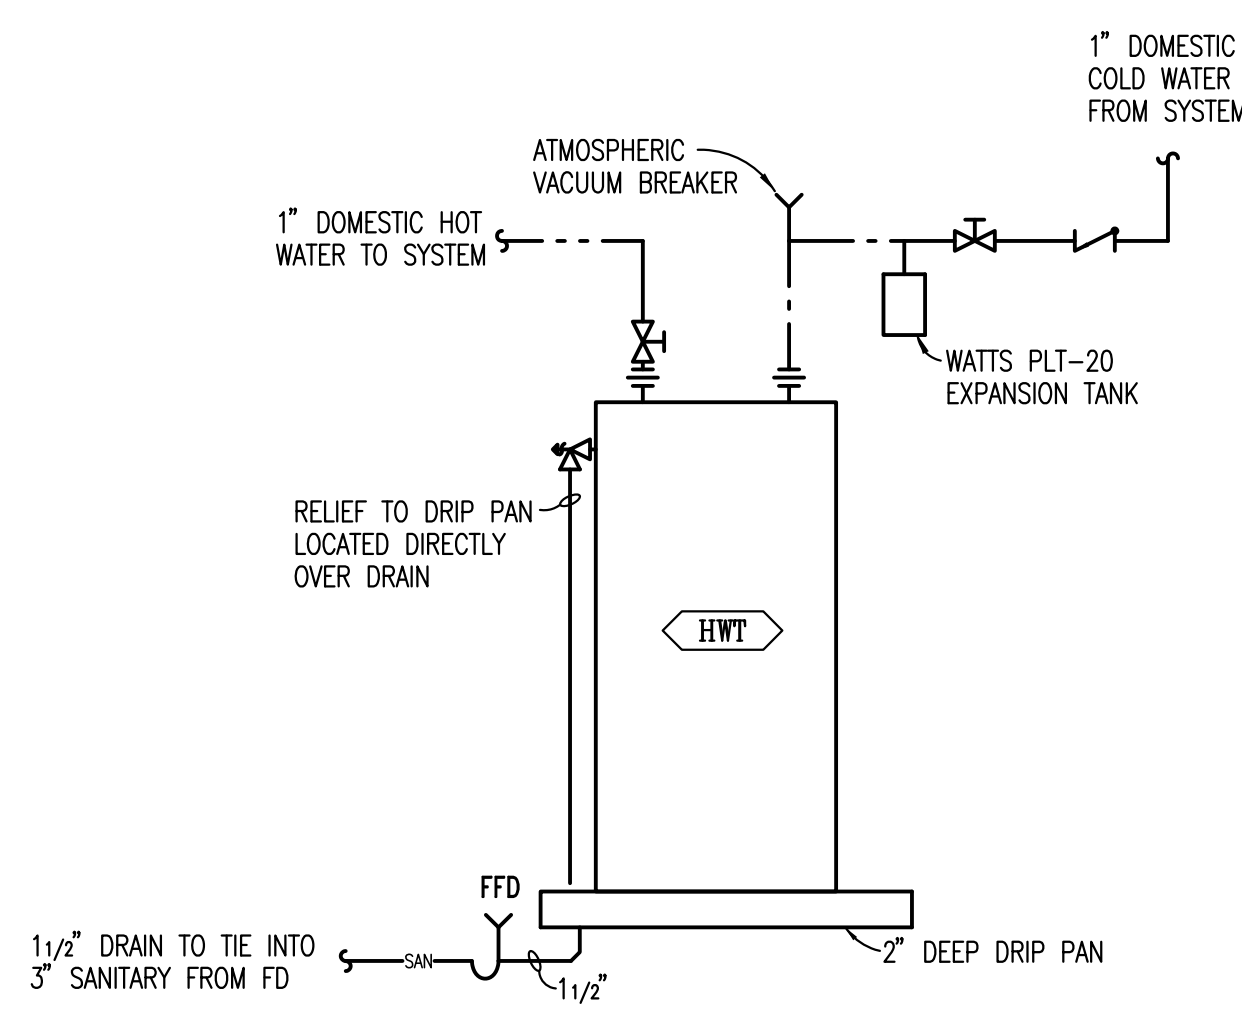 1” DOMESTIC
COLD WATER
FROM SYSTEM
ATMOSPHERIC
VACUUM BREAKER
1” DOMESTIC HOT
WATER TO SYSTEM
WATTS PLT-20
EXPANSION TANK
RELIEF TO DRIP PAN
LOCATED DIRECTLY
OVER DRAIN
HWT
FFD
1 1/2” DRAIN TO TIE INTO
3” SANITARY FROM FD
SAN
1 1/2”
2” DEEP DRIP PAN